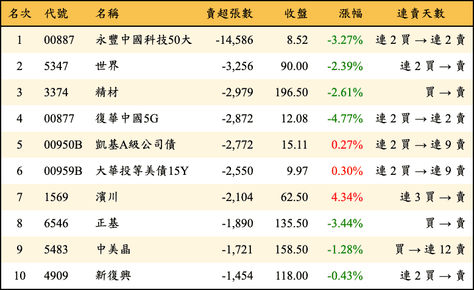 名次 代號 名稱 賣超張數 收盤 漲幅 連賣天數
1 00887 永豐中國科技50大 -14,586 8.52 -3.27% 連 2 買 → 連 2 賣
2 5347 世界 -3,256 90.00 -2.39% 連 2 買 → 賣
3 3374 精材 -2,979 196.50 -2.61% 買 → 賣
4 00877 復華中國5G -2,872 12.08 -4.77% 連 2 買 → 連 2 賣
5 00950B 凱基A級公司債 -2,772 15.11 0.27% 連 2 買 → 連 9 賣
6 00959B 大華投等美債15Y -2,550 9.97 0.30% 連 2 買 → 連 9 賣
7 1569 濱川 -2,104 62.50 4.34% 連 3 買 → 賣
8 6546 正基 -1,890 135.50 -3.44% 買 → 賣
9 5483 中美晶 -1,721 158.50 -1.28% 買 → 連 12 賣
10 4909 新復興 -1,454 118.00 -0.43% 連 2 買 → 賣